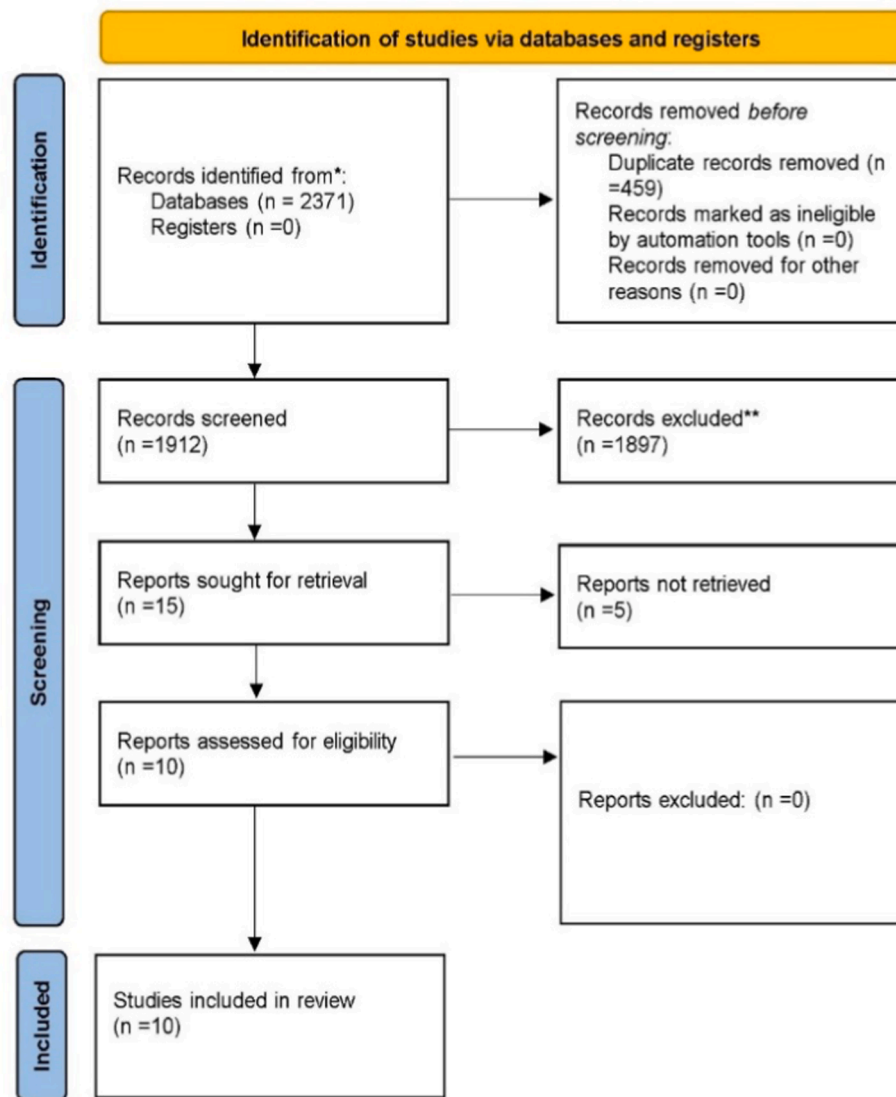 Identification of studies via databases and registers
Identification
Records identified from*:
Databases (n = 2371)
Registers (n =0)
Records removed before
screening:
Duplicate records removed (n
=459)
Records marked as ineligible
by automation tools (n =0)
Records removed for other
reasons (n =0)
Screening
Records screened
(n =1912)
Records excluded**
(n =1897)
Reports sought for retrieval
(n =15)
Reports not retrieved
(n =5)
Reports assessed for eligibility
(n =10)
Reports excluded: (n =0)
Included
Studies included in review
(n =10)